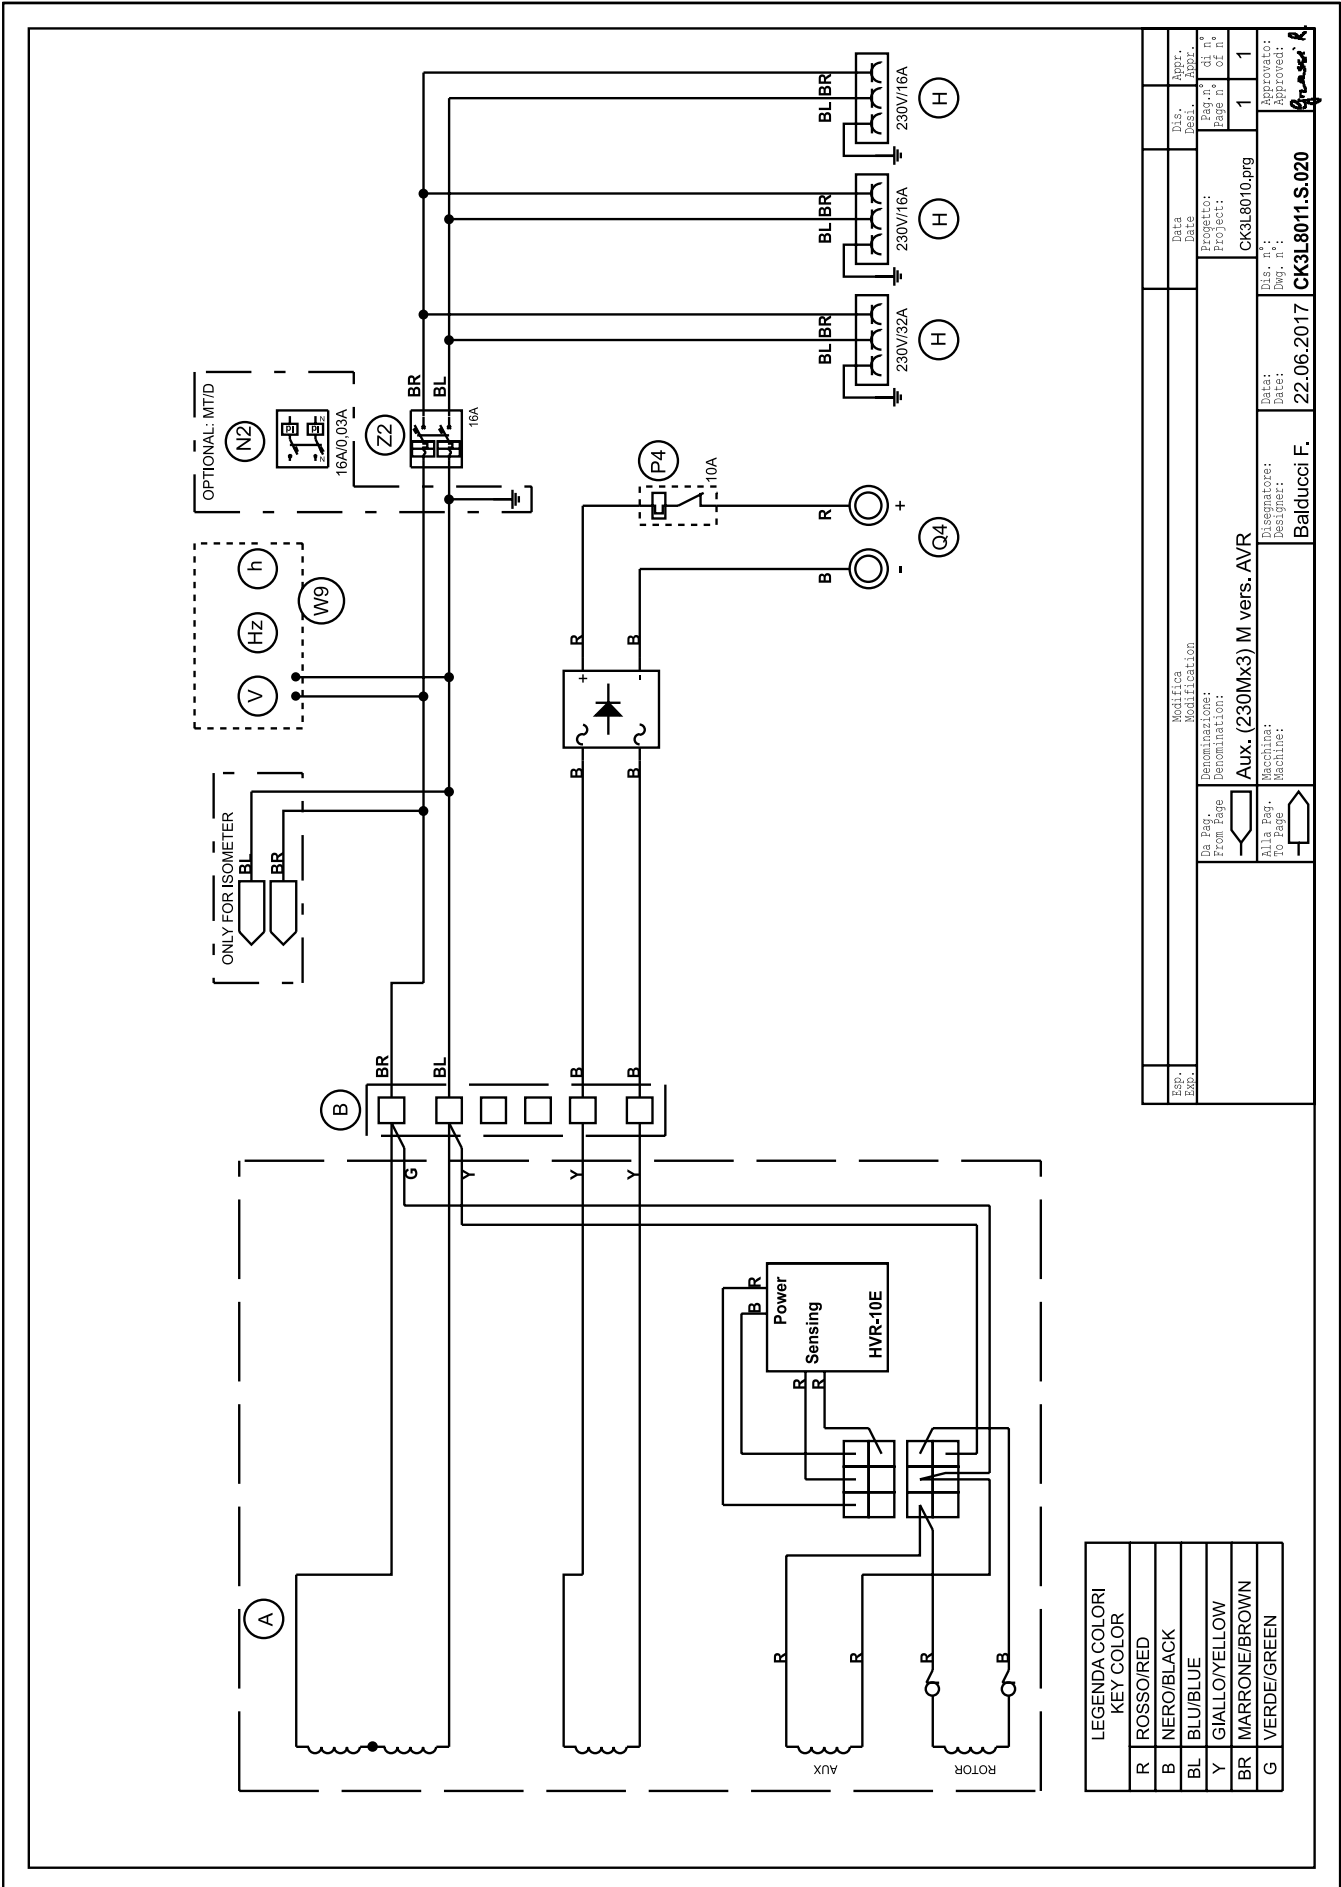 A
AUX
ROTOR
R
R
R
B
B
R
Power
Sensing
HVR-10E
R
R
G
Y
Y
Y
B
BR
BL
B
B
ONLY FOR ISOMETER
BL
BR
V
Hz
h
W9
OPTIONAL: MT/D
N2
16A/0,03A
N
N
Z2
16A
BR
BL
B
B
+
-
R
B
P4
10A
R
B
+
-
Q4
BL BR
230V/32A
H
BL BR
230V/16A
H
BL BR
230V/16A
H
LEGENDA COLORI
KEY COLOR
R ROSSO/RED
B NERO/BLACK
BL BLU/BLUE
Y GIALLO/YELLOW
BR MARRONE/BROWN
G VERDE/GREEN
Esp.
Exp.
Modifica
Modification
Data
Date
Dis.
Desi.
Appr.
Appr.
Da Pag.
From Page
Denominazione:
Denomination:
Aux. (230Mx3) M vers. AVR
Progetto:
Project:
CK3L8010.prg
Pag.n°
Page n°
1
di n°
of n°
1
Alla Pag.
To Page
Macchina:
Machine:
Disegnatore:
Designer:
Balducci F.
Data:
Date:
22.06.2017
Dis. n°:
Dwg. n°:
CK3L8011.S.020
Approvato:
Approved: